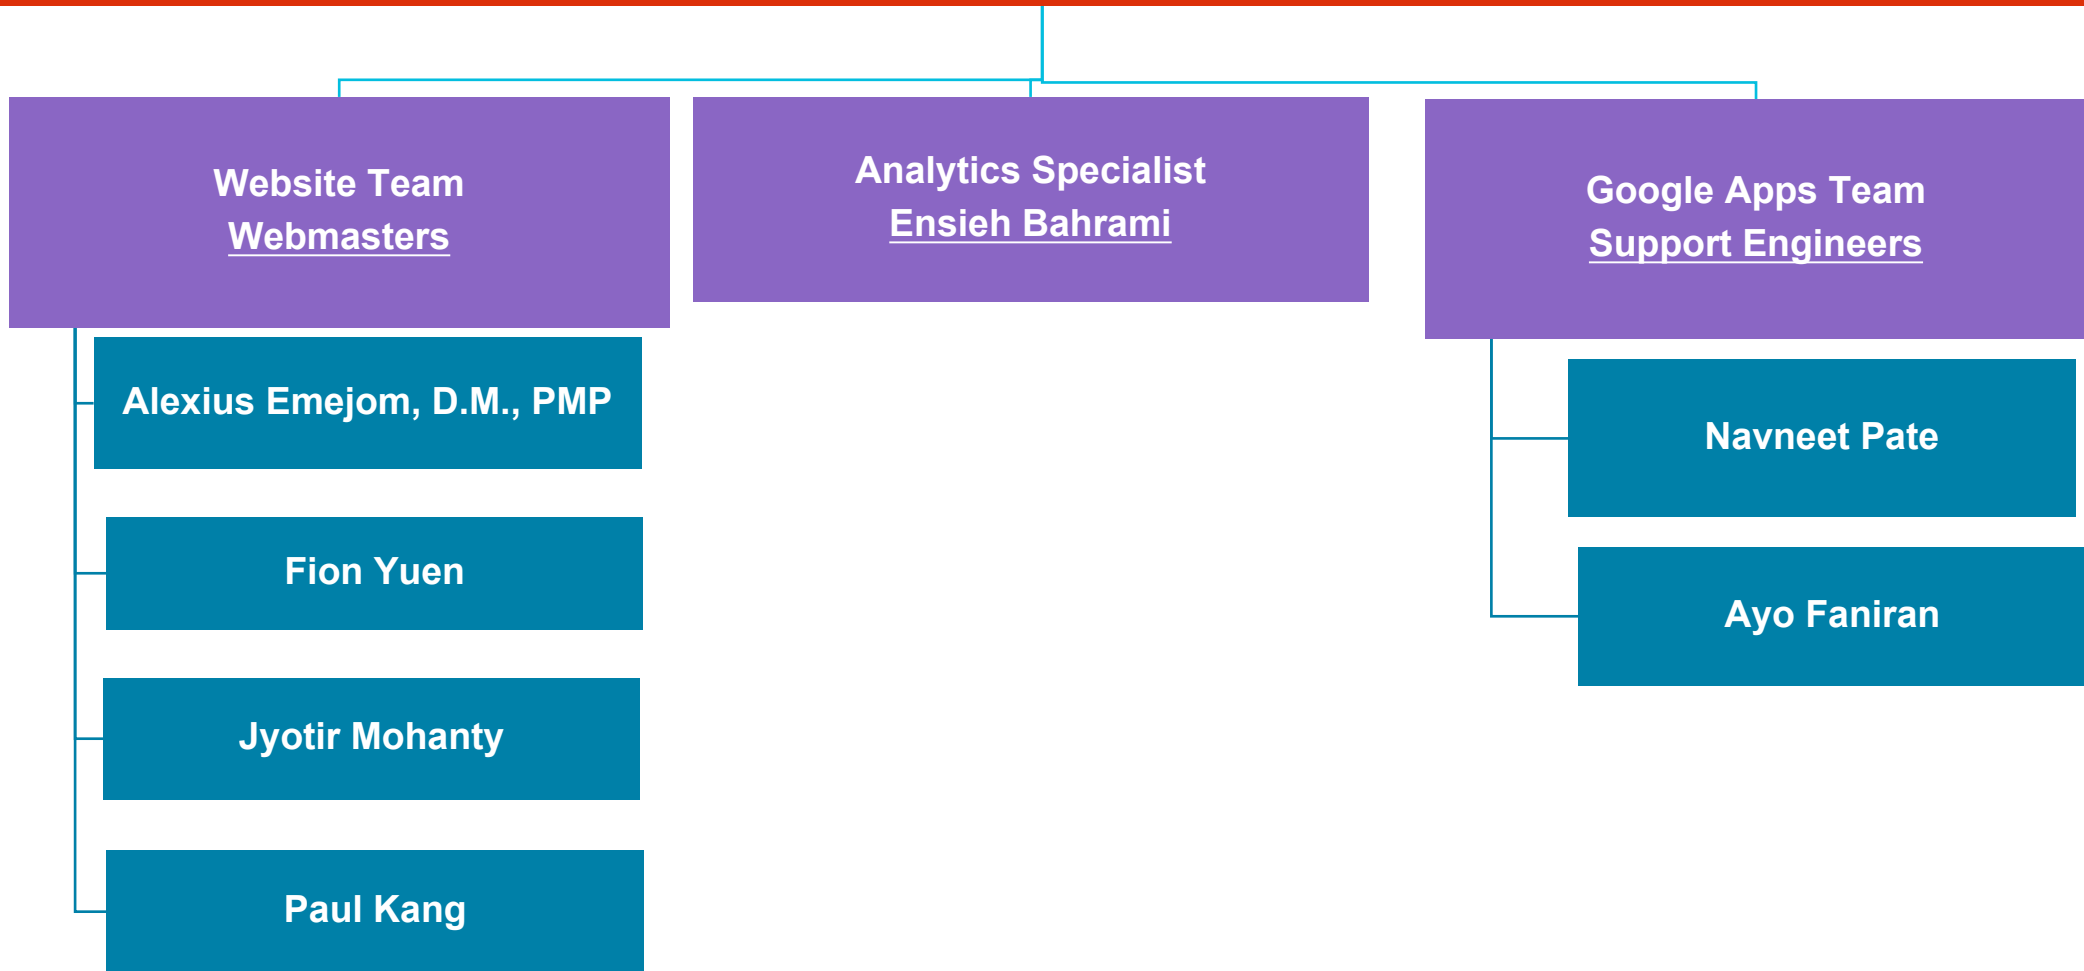 Website Team
Webmasters
Analytics Specialist
Ensieh Bahrami
Google Apps Team
Support Engineers
Alexius Emejom, D.M., PMP
Fion Yuen
Jyotir Mohanty
Paul Kang
Navneet Pate
Ayo Faniran